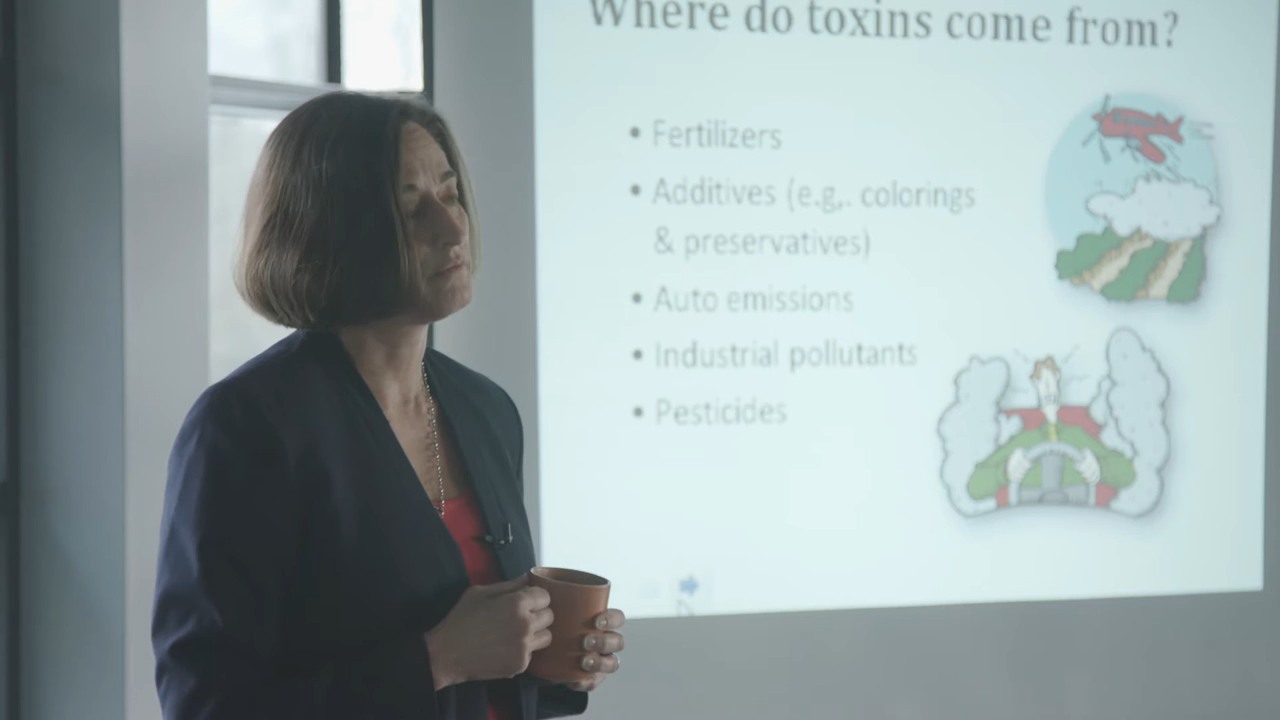 Where do toxins come from?
• Fertilizers
• Additives (e.g,. colorings
& preservatives)
• Auto emissions
• Industrial pollutants
• Pesticides